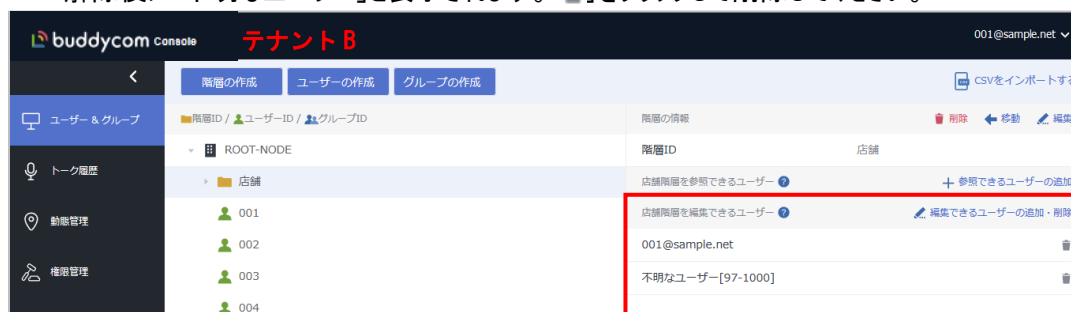 buddycom Console テナントB 001@sample.net
階層の作成 ユーザーの作成 グループの作成 CSVをインポートする
ユーザー & グループ
階層ID / ユーザーID / グループID
階層の情報 削除 移動 編集
ROOT-NODE
階層ID 店舗
トーク履歴
店舗
店舗階層を参照できるユーザー ? 参照できるユーザーの追加
動態管理
001
店舗階層を編集できるユーザー ? 編集できるユーザーの追加・削除
002
001@sample.net
権限管理
003
不明なユーザー[97-1000]
004